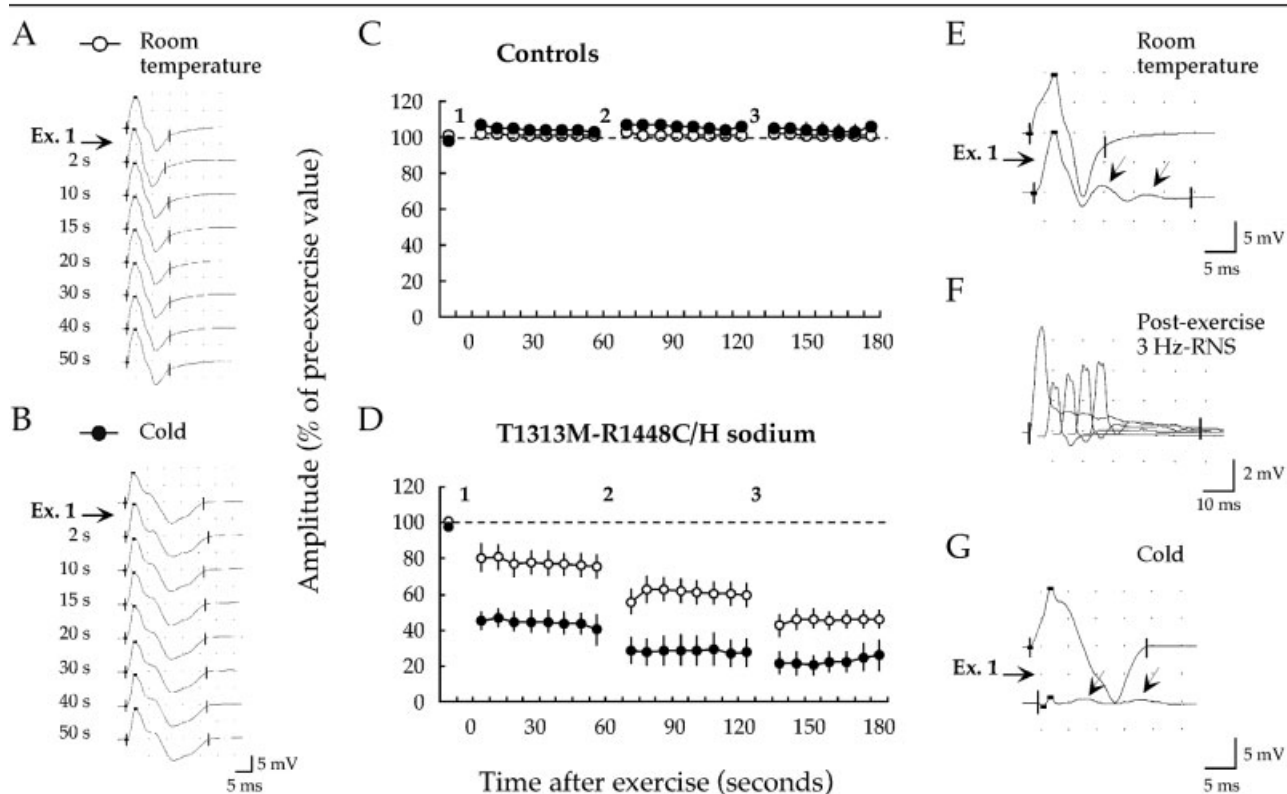 A
Room
temperature
Ex. 1
2 s
10 s
15 s
20 s
30 s
40 s
50 s
B
Cold
Ex. 1
2 s
10 s
15 s
20 s
30 s
40 s
50 s
5 mV
5 ms
Amplitude (% of pre-exercise value)
C
Controls
1 2 3
120
100
80
60
40
20
0
0 30 60 90 120 150 180
D
T1313M-R1448C/H sodium
1 2 3
120
100
80
60
40
20
0
0 30 60 90 120 150 180
Time after exercise (seconds)
E
Room
temperature
Ex. 1
5 mV
5 ms
F
Post-exercise
3 Hz-RNS
2 mV
10 ms
G
Cold
Ex. 1
5 mV
5 ms